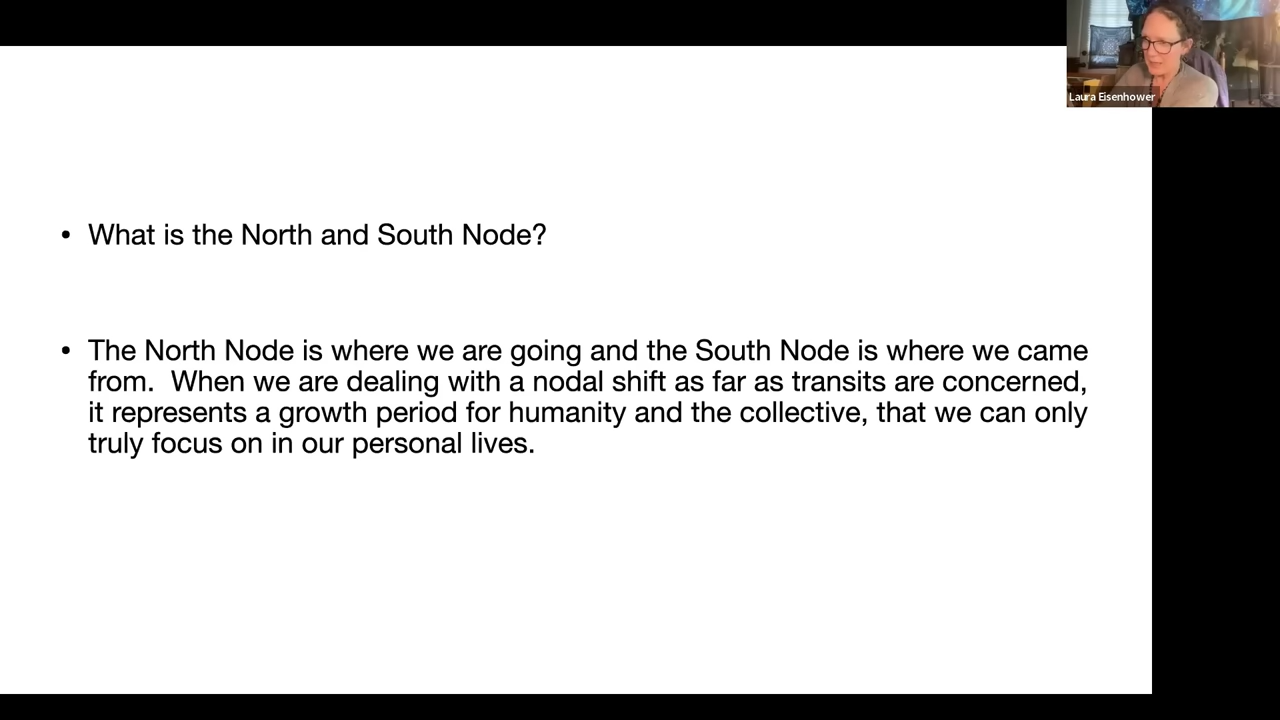 Laura Eisenhower
• What is the North and South Node?
• The North Node is where we are going and the South Node is where we came
from.  When we are dealing with a nodal shift as far as transits are concerned,
it represents a growth period for humanity and the collective, that we can only
truly focus on in our personal lives.